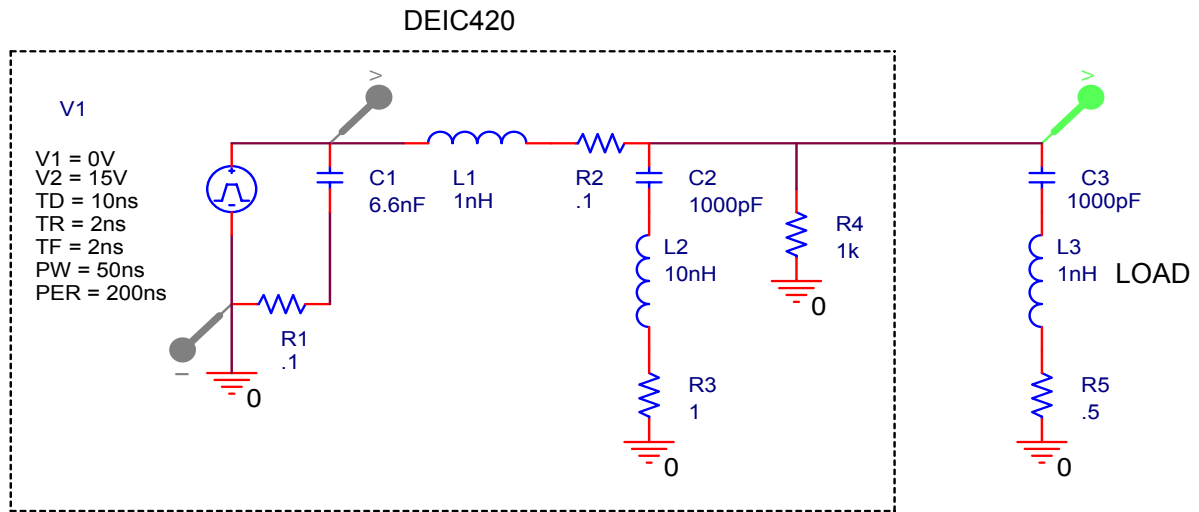 DEIC420
V1
V1 = 0V
V2 = 15V
TD = 10ns
TR = 2ns
TF = 2ns
PW = 50ns
PER = 200ns
+
-
C1
6.6nF
L1
1nH
R2
.1
C2
1000pF
L2
10nH
R3
1
0
R4
1k
0
R1
.1
0
I
V
V
C3
1000pF
L3
1nH
LOAD
R5
.5
0